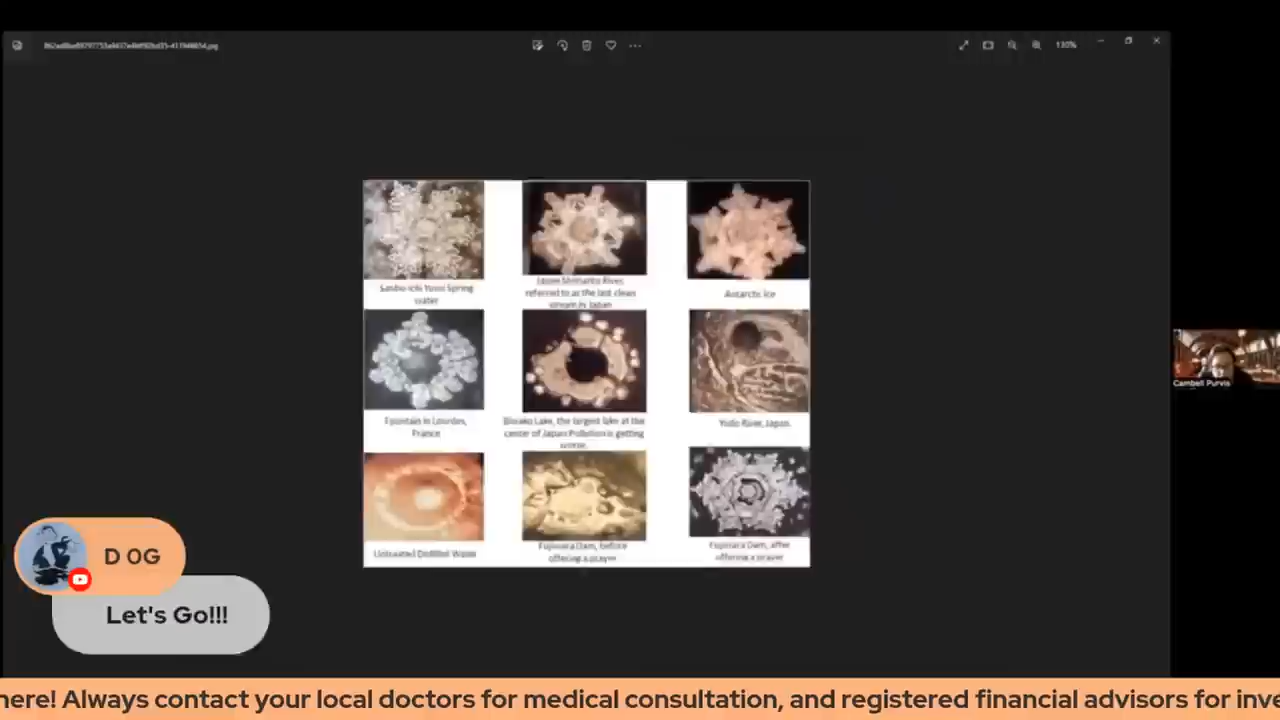 130%
Sanbu-ichi Yusui Spring
water
Shimanto River,
referred to as the last clean
stream in Japan
Antarctic Ice
Fountain in Lourdes,
France
Biwako Lake, the largest lake at the
center of Japan Pollution is getting
worse.
Yodo River, Japan
Untreated Distilled Water
Fujiwara Dam, before
offering a prayer
Fujiwara Dam, after
offering a prayer
Cambell Purvis
D OG
Let's Go!!!
here! Always contact your local doctors for medical consultation, and registered financial advisors for inve